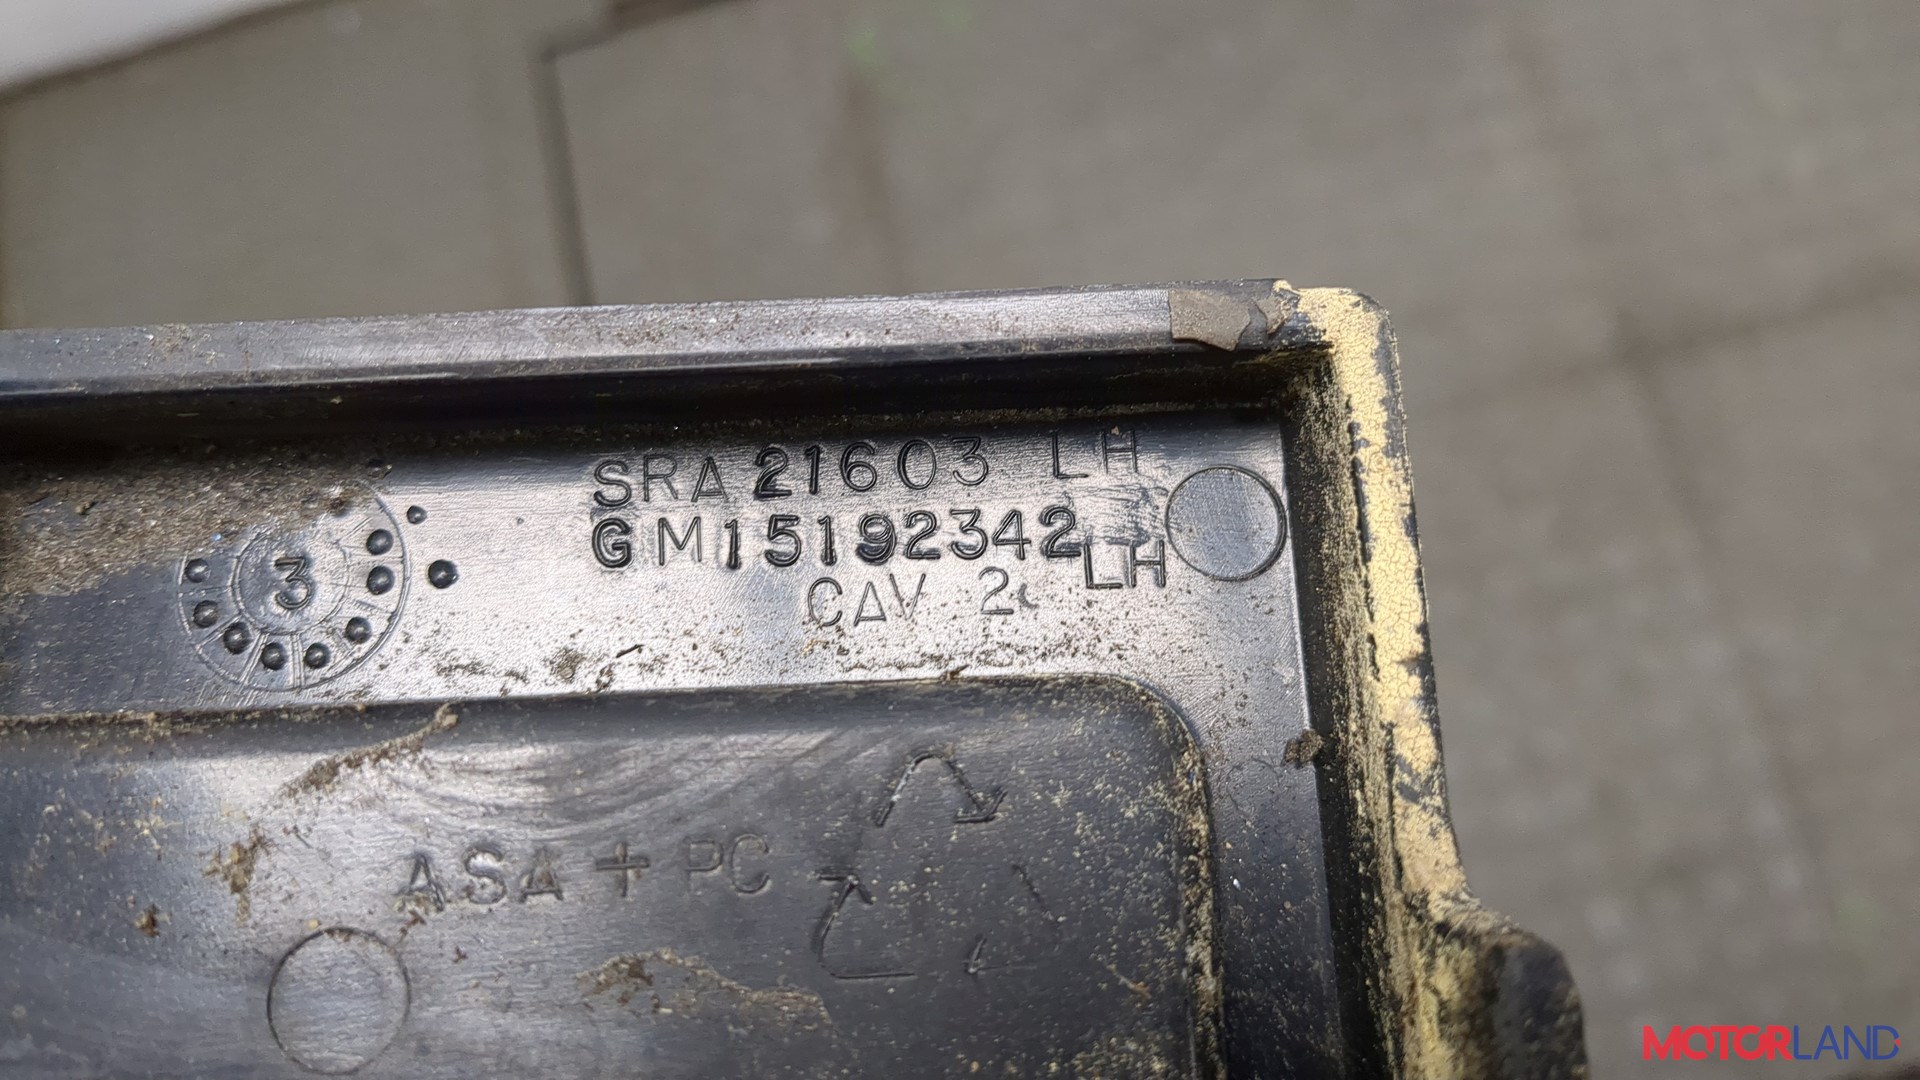 SRA 21603 LH
GM15192342 LH
CAV 2
3
ASA + PC
MOTORLAND